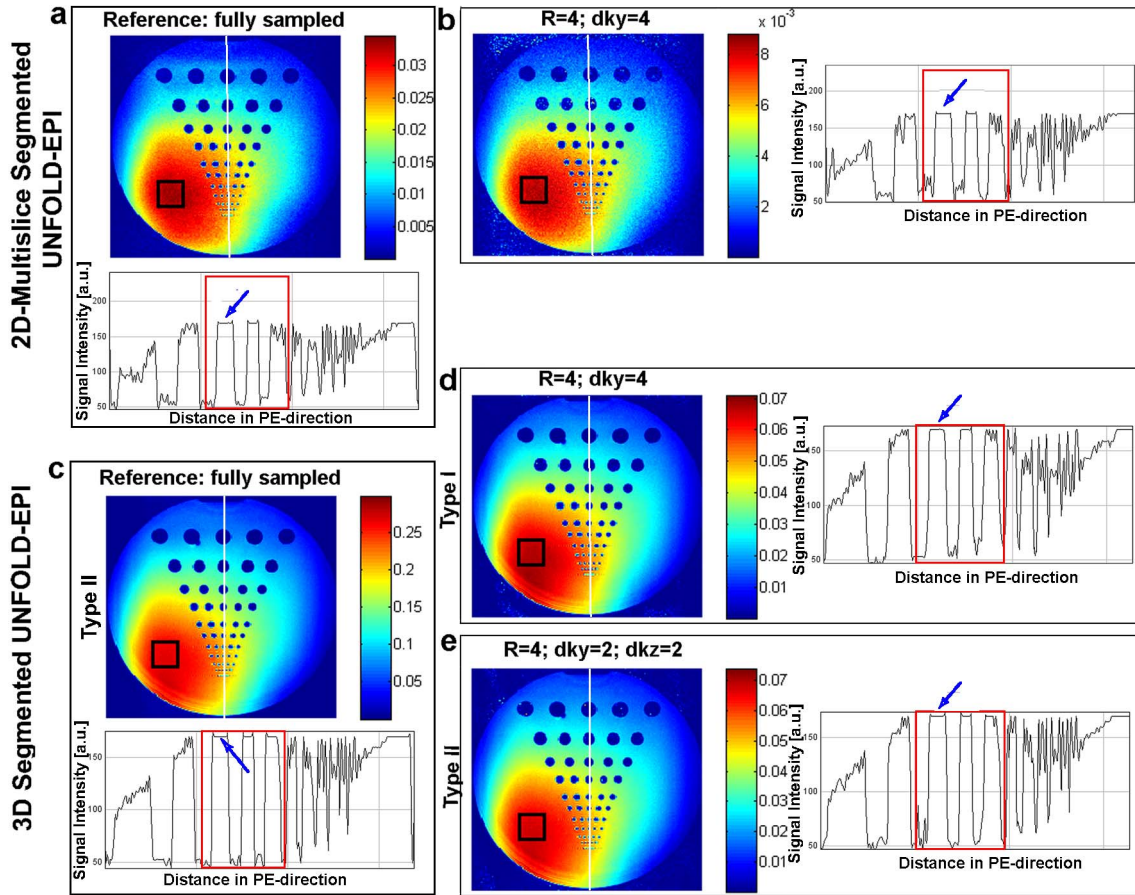 2D-Multislice Segmented
UNFOLD-EPI
a
Reference: fully sampled
0.03
0.025
0.02
0.015
0.01
0.005
Signal Intensity [a.u.]
200
150
100
50
Distance in PE-direction
b
R=4; dky=4
x 10⁻³
8
6
4
2
Signal Intensity [a.u.]
200
150
100
50
Distance in PE-direction
3D Segmented UNFOLD-EPI
c
Reference: fully sampled
Type II
0.25
0.2
0.15
0.1
0.05
Signal Intensity [a.u.]
150
100
50
Distance in PE-direction
d
R=4; dky=4
Type I
0.07
0.06
0.05
0.04
0.03
0.02
0.01
Signal Intensity [a.u.]
150
100
50
Distance in PE-direction
e
R=4; dky=2; dkz=2
Type II
0.07
0.06
0.05
0.04
0.03
0.02
0.01
Signal Intensity [a.u.]
150
100
50
Distance in PE-direction